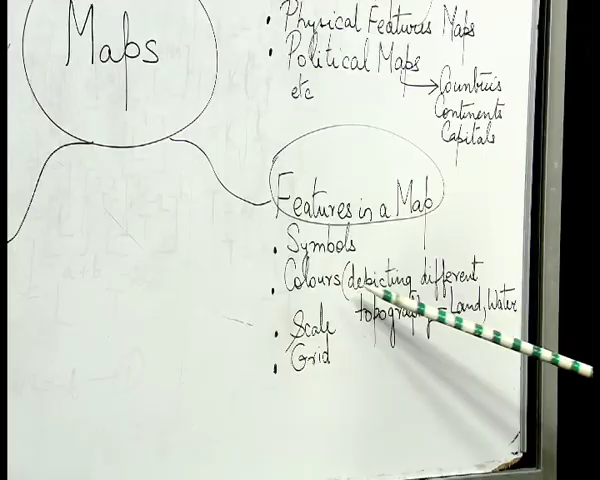 Maps
• Physical Features Maps
• Political Maps
etc
Countries
Continents
Capitals
Features in a Map
• Symbols
• Colours (depicting different
topography - Land, Water
• Scale
• Grid